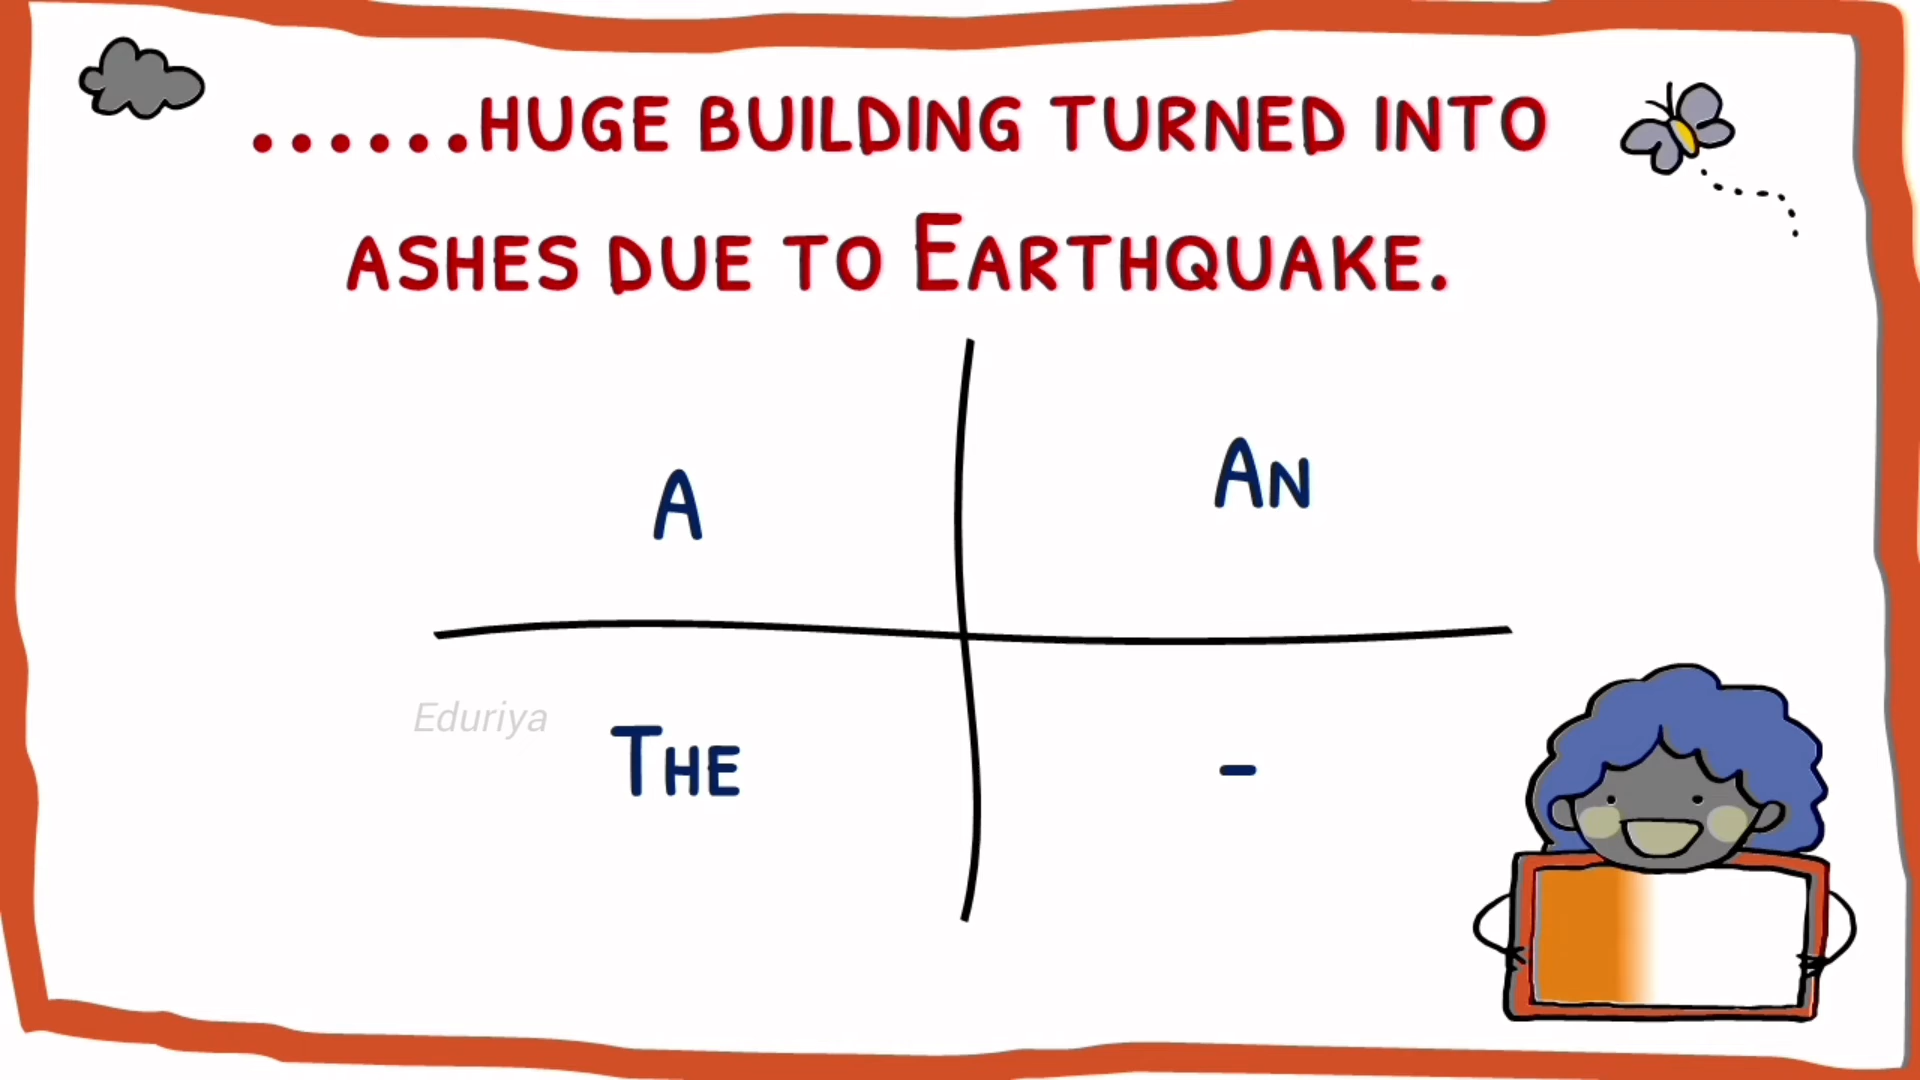 ......HUGE BUILDING TURNED INTO
ASHES DUE TO EARTHQUAKE.
A
AN
Eduriya
THE
-